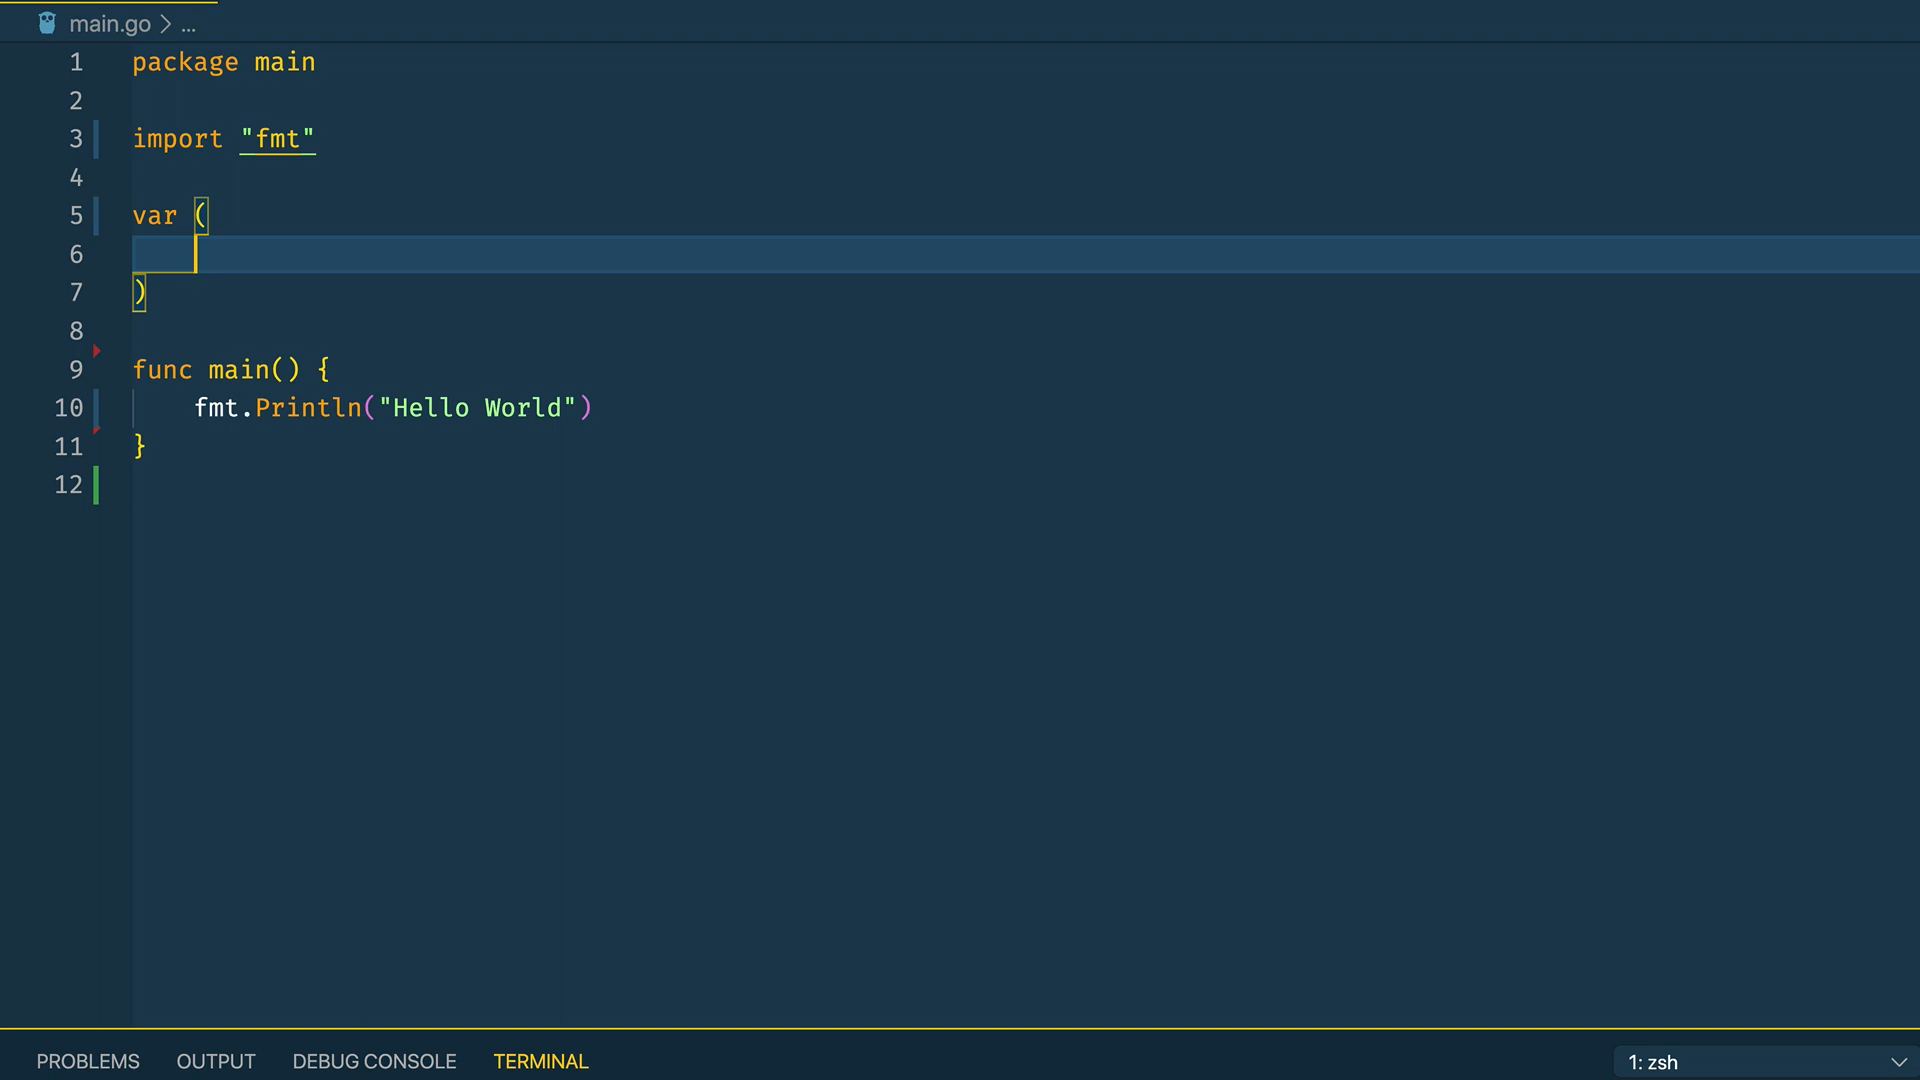 main.go > ...
1 package main
2
3 import "fmt"
4
5 var (
6
7 )
8
9 func main() {
10 fmt.Println("Hello World")
11 }
12
PROBLEMS OUTPUT DEBUG CONSOLE TERMINAL 1: zsh